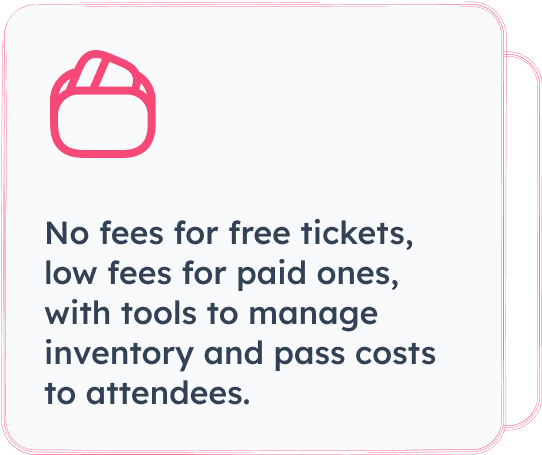 No fees for free tickets,
low fees for paid ones,
with tools to manage
inventory and pass costs
to attendees.